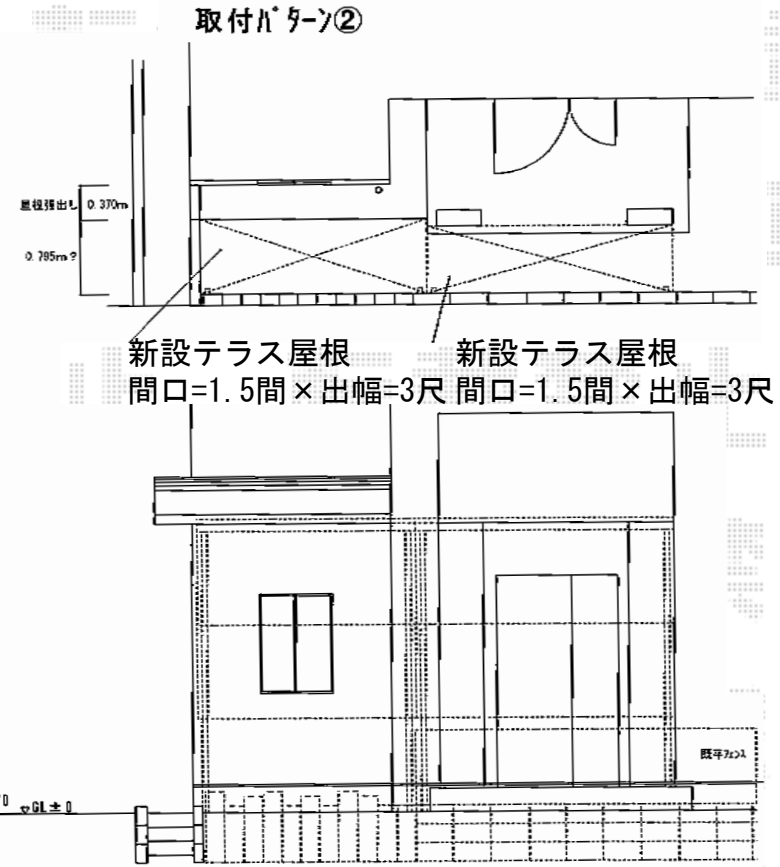 取付パターン②
屋根張出し 0.370m
0.795m?
新設テラス屋根
間口=1.5間×出幅=3尺
新設テラス屋根
間口=1.5間×出幅=3尺
既存フェンス
▽GL±0